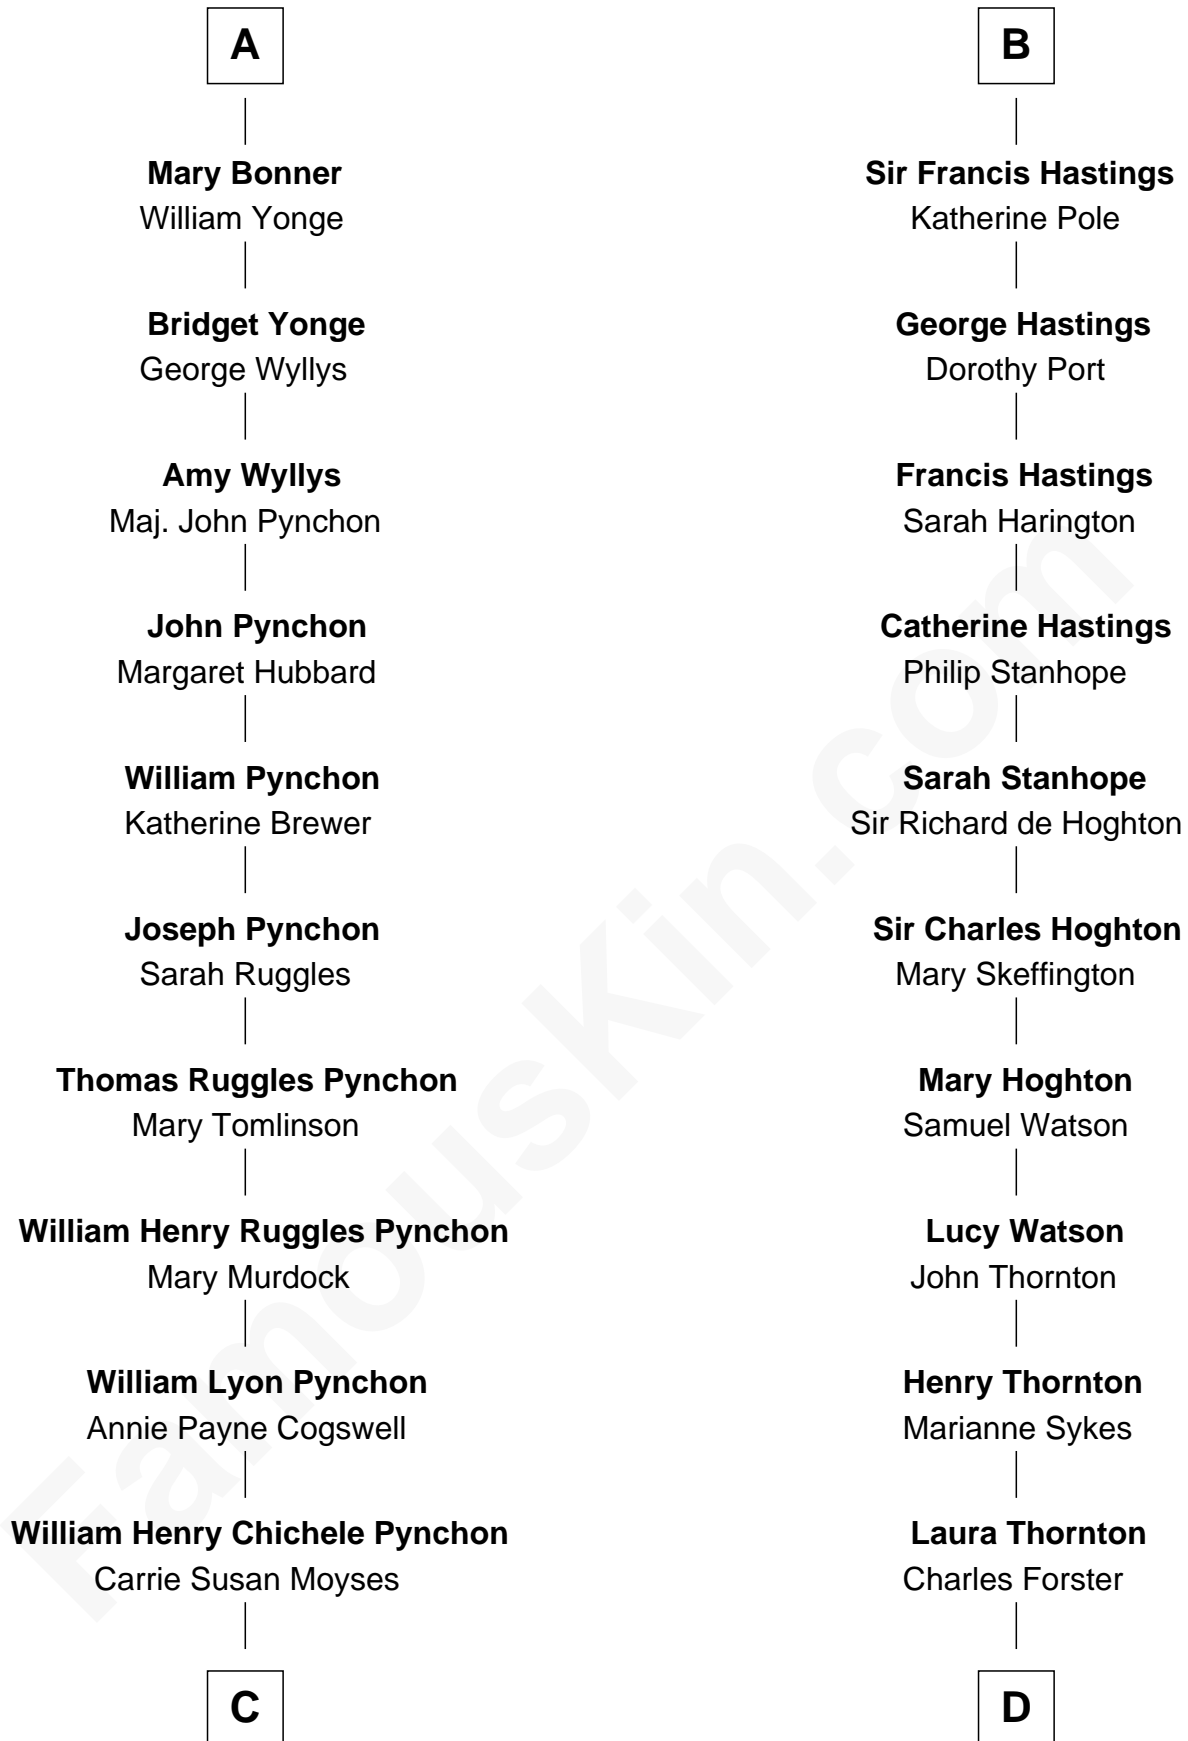 A
Mary Bonner
William Yonge
Bridget Yonge
George Wyllys
Amy Wyllys
Maj. John Pynchon
John Pynchon
Margaret Hubbard
William Pynchon
Katherine Brewer
Joseph Pynchon
Sarah Ruggles
Thomas Ruggles Pynchon
Mary Tomlinson
William Henry Ruggles Pynchon
Mary Murdock
William Lyon Pynchon
Annie Payne Cogswell
William Henry Chichele Pynchon
Carrie Susan Moyses
C
B
Sir Francis Hastings
Katherine Pole
George Hastings
Dorothy Port
Francis Hastings
Sarah Harington
Catherine Hastings
Philip Stanhope
Sarah Stanhope
Sir Richard de Hoghton
Sir Charles Hoghton
Mary Skeffington
Mary Hoghton
Samuel Watson
Lucy Watson
John Thornton
Henry Thornton
Marianne Sykes
Laura Thornton
Charles Forster
D
FamousKin.com